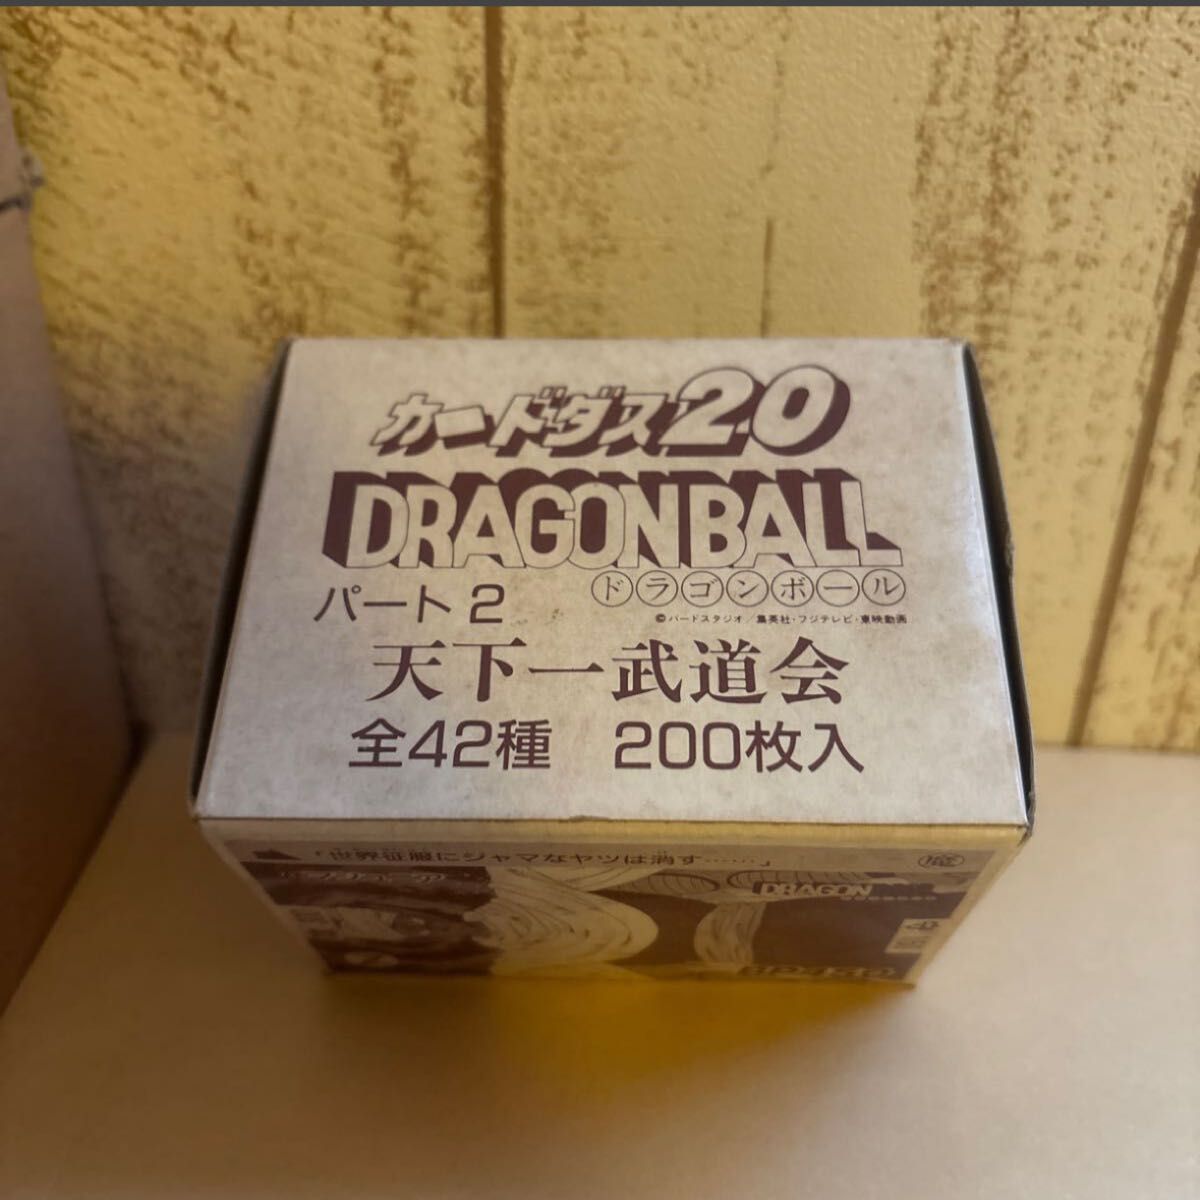 カードダス20
DRAGONBALL
ドラゴンボール
パート2
©バードスタジオ／集英社・フジテレビ・東映動画
天下一武道会
全42種 200枚入
「世界征服にジャマなヤツは消す……」
DRAGONBALL